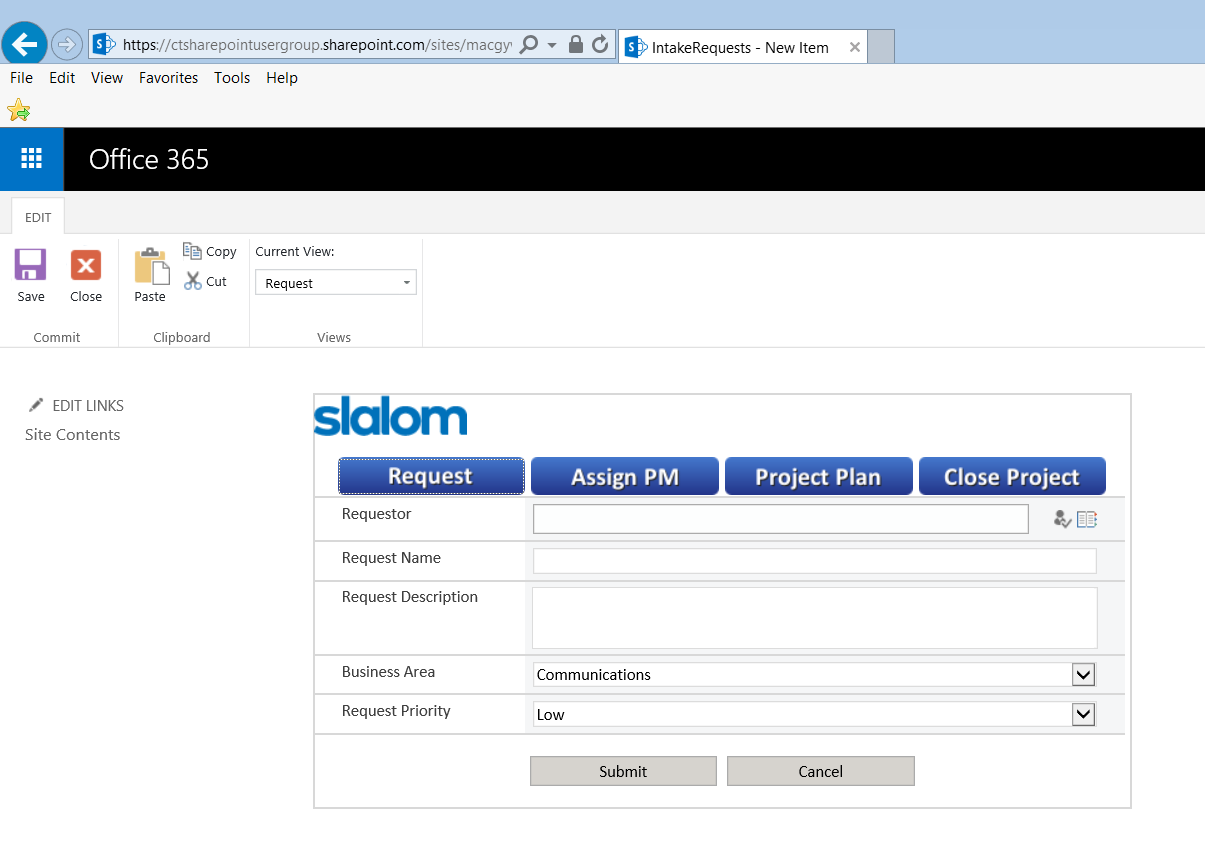 https://ctsharepointusergroup.sharepoint.com/sites/macgyv
IntakeRequests - New Item
File Edit View Favorites Tools Help
Office 365
EDIT
Save
Close
Paste
Copy
Cut
Current View:
Request
Commit
Clipboard
Views
EDIT LINKS
Site Contents
slalom
Request Assign PM Project Plan Close Project
Requestor
Request Name
Request Description
Business Area Communications
Request Priority Low
Submit Cancel